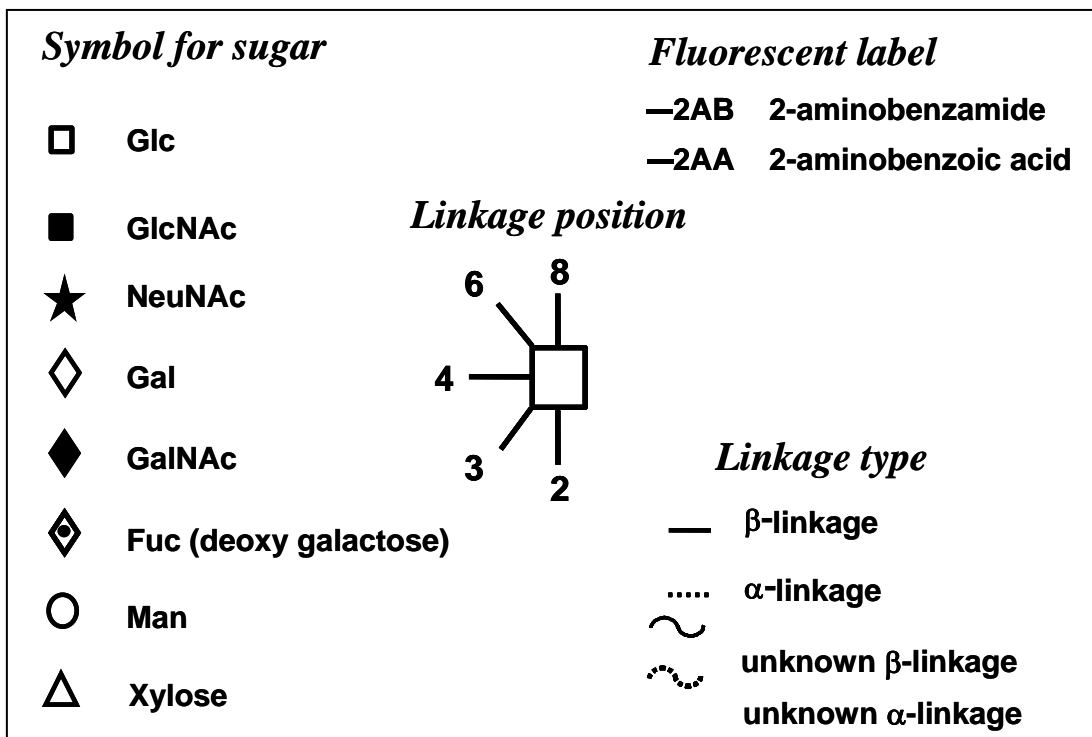 Symbol for sugar
Glc
GlcNAc
NeuNAc
Gal
GalNAc
Fuc (deoxy galactose)
Man
Xylose
Fluorescent label
—2AB 2-aminobenzamide
—2AA 2-aminobenzoic acid
Linkage position
8
6
4
3
2
Linkage type
β-linkage
α-linkage
unknown β-linkage
unknown α-linkage